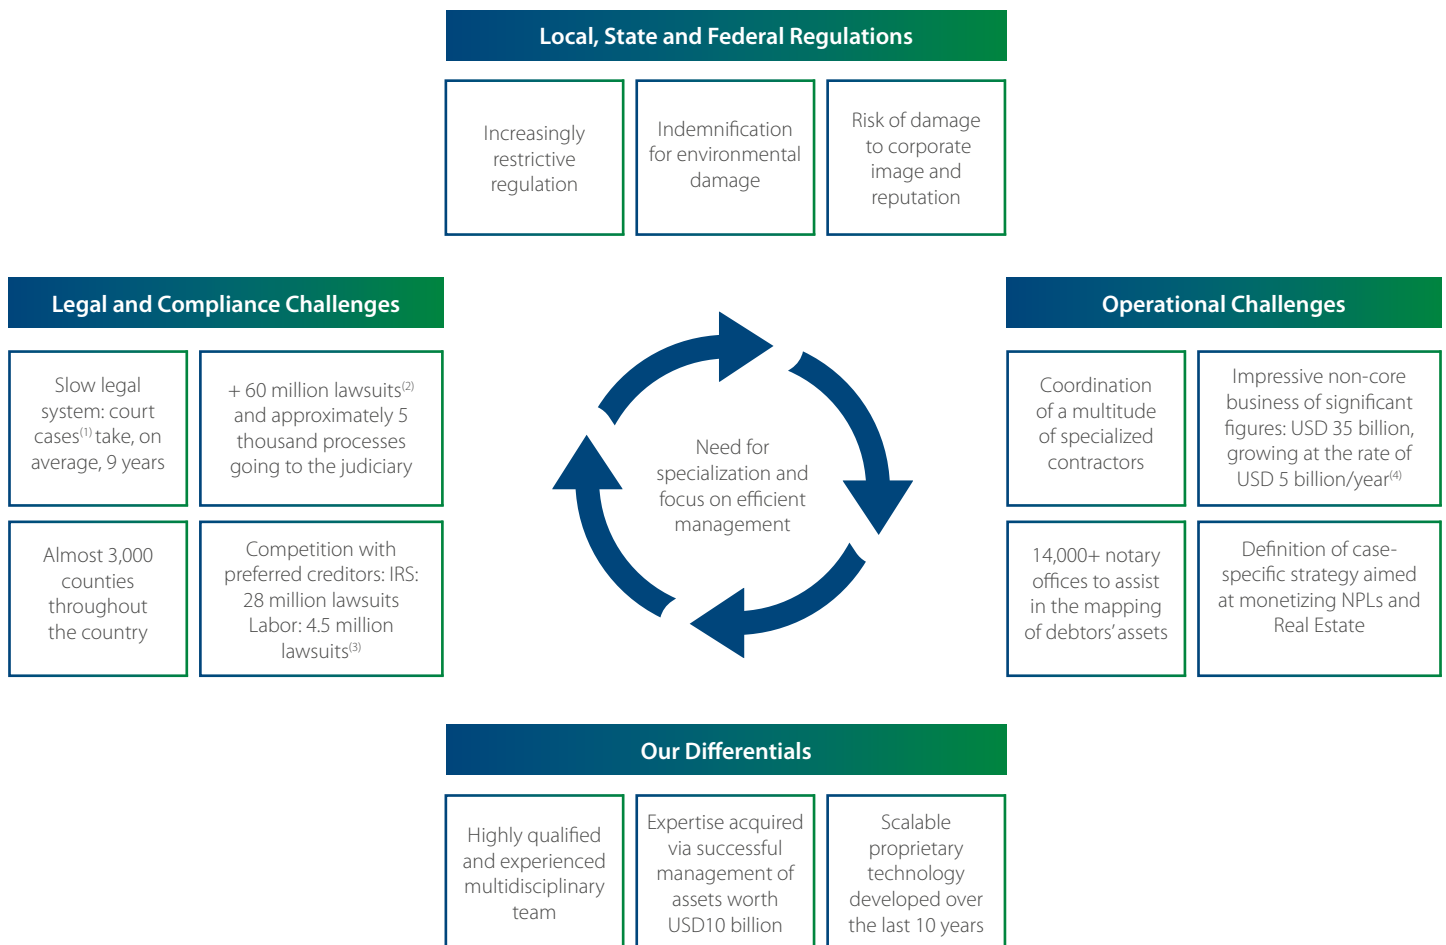 Local, State and Federal Regulations
Increasingly
restrictive
regulation
Indemnification
for environmental
damage
Risk of damage
to corporate
image and
reputation
Legal and Compliance Challenges
Slow legal
system: court
cases(1) take, on
average, 9 years
+ 60 million lawsuits(2)
and approximately 5
thousand processes
going to the judiciary
Almost 3,000
counties
throughout
the country
Competition with
preferred creditors: IRS:
28 million lawsuits
Labor: 4.5 million
lawsuits(3)
Need for
specialization and
focus on efficient
management
Operational Challenges
Coordination
of a multitude
of specialized
contractors
Impressive non-core
business of significant
figures: USD 35 billion,
growing at the rate of
USD 5 billion/year(4)
14,000+ notary
offices to assist
in the mapping
of debtors' assets
Definition of case-
specific strategy aimed
at monetizing NPLs and
Real Estate
Our Differentials
Highly qualified
and experienced
multidisciplinary
team
Expertise acquired
via successful
management of
assets worth
USD10 billion
Scalable
proprietary
technology
developed over
the last 10 years